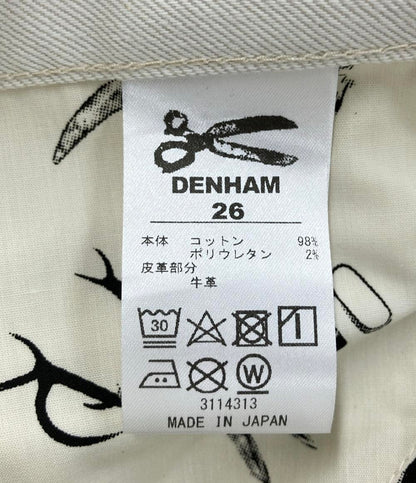 DENHAM
26
本体 コットン 98%
ポリウレタン 2%
皮革部分
牛革
30
W
3114313
MADE IN JAPAN